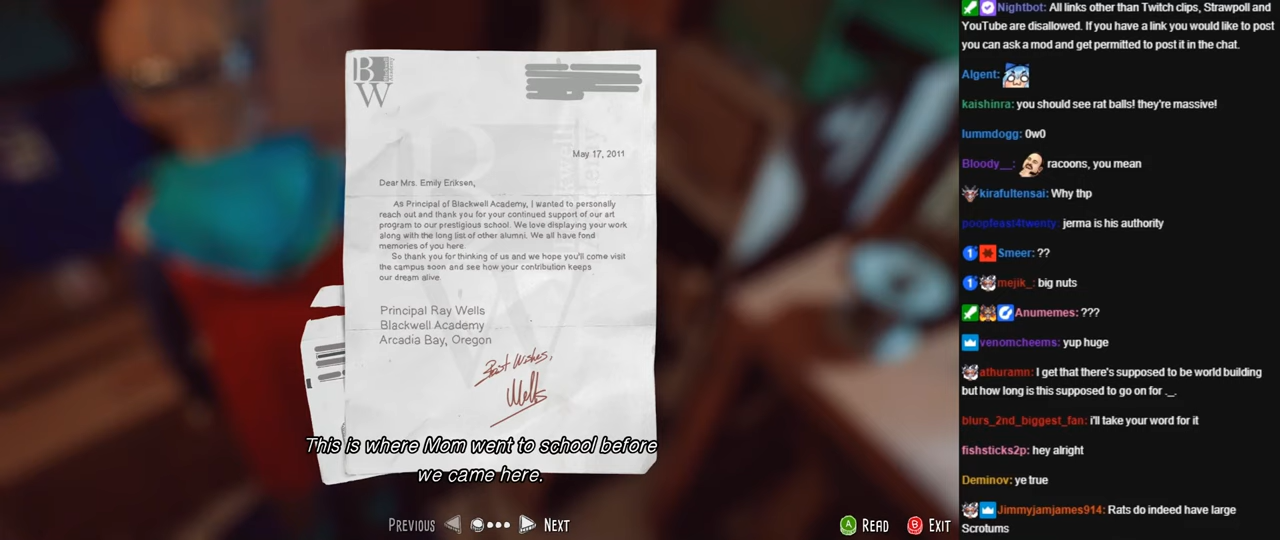 B
W
May 17, 2011
Dear Mrs. Emily Eriksen,
As Principal of Blackwell Academy, I wanted to personally
reach out and thank you for your continued support of our art
program to our prestigious school. We love displaying your work
along with the long list of other alumni. We all have fond
memories of you here.
So thank you for thinking of us and we hope you'll come visit
the campus soon and see how your contribution keeps
our dream alive.
Principal Ray Wells
Blackwell Academy
Arcadia Bay, Oregon
Best Wishes,
Wells
This is where Mom went to school before
we came here.
PREVIOUS NEXT
A READ B EXIT
Nightbot: All links other than Twitch clips, Strawpoll and
YouTube are disallowed. If you have a link you would like to post
you can ask a mod and get permitted to post it in the chat.
Algent:
kaishinra: you should see rat balls! they're massive!
lummdogg: 0w0
Bloody__: racoons, you mean
kirafultensai: Why thp
poopfeast4twenty: jerma is his authority
1 Smeer: ??
1 mejik_: big nuts
Anumemes: ???
venomcheems: yup huge
athuramn: I get that there's supposed to be world building
but how long is this supposed to go on for ._.
blurs_2nd_biggest_fan: i'll take your word for it
fishsticks2p: hey alright
Deminov: ye true
Jimmyjamjames914: Rats do indeed have large
Scrotums